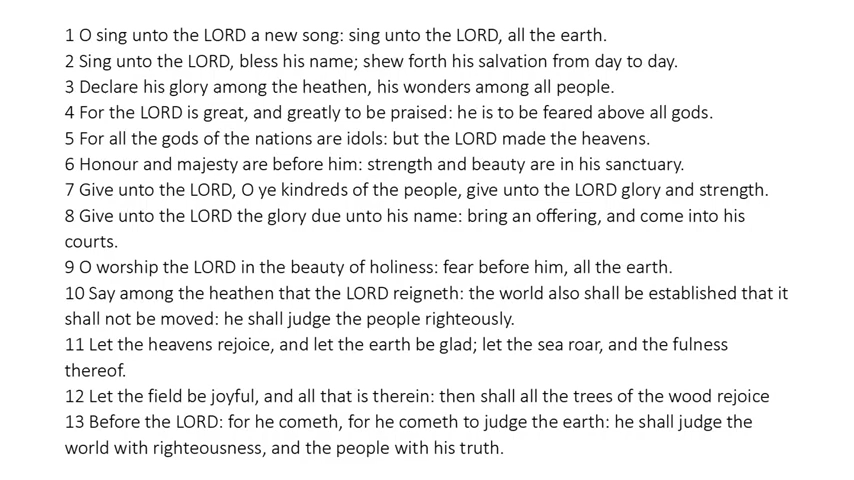 1 O sing unto the LORD a new song: sing unto the LORD, all the earth.
2 Sing unto the LORD, bless his name; shew forth his salvation from day to day.
3 Declare his glory among the heathen, his wonders among all people.
4 For the LORD is great, and greatly to be praised: he is to be feared above all gods.
5 For all the gods of the nations are idols: but the LORD made the heavens.
6 Honour and majesty are before him: strength and beauty are in his sanctuary.
7 Give unto the LORD, O ye kindreds of the people, give unto the LORD glory and strength.
8 Give unto the LORD the glory due unto his name: bring an offering, and come into his
courts.
9 O worship the LORD in the beauty of holiness: fear before him, all the earth.
10 Say among the heathen that the LORD reigneth: the world also shall be established that it
shall not be moved: he shall judge the people righteously.
11 Let the heavens rejoice, and let the earth be glad; let the sea roar, and the fulness
thereof.
12 Let the field be joyful, and all that is therein: then shall all the trees of the wood rejoice
13 Before the LORD: for he cometh, for he cometh to judge the earth: he shall judge the
world with righteousness, and the people with his truth.